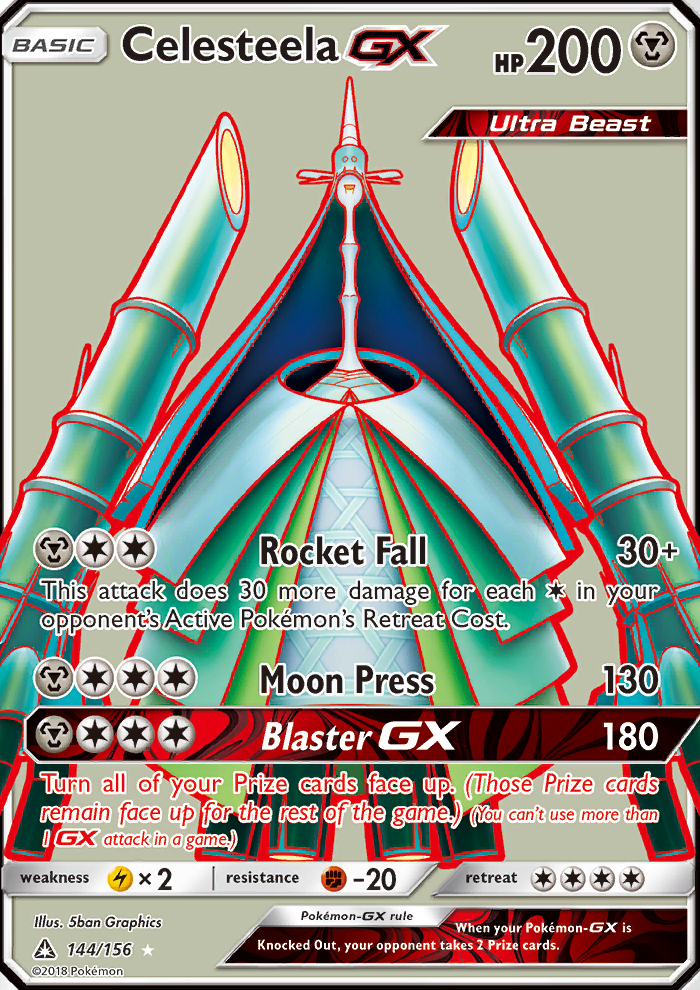 BASIC Celesteela GX HP 200
Ultra Beast
Rocket Fall 30+
This attack does 30 more damage for each ✶ in your
opponent's Active Pokémon's Retreat Cost.
Moon Press 130
Blaster GX 180
Turn all of your Prize cards face up. (Those Prize cards
remain face up for the rest of the game.) (You can't use more than
1 GX attack in a game.)
weakness ×2 resistance -20 retreat
Illus. 5ban Graphics
Pokémon-GX rule
When your Pokémon-GX is
Knocked Out, your opponent takes 2 Prize cards.
144/156
©2018 Pokémon